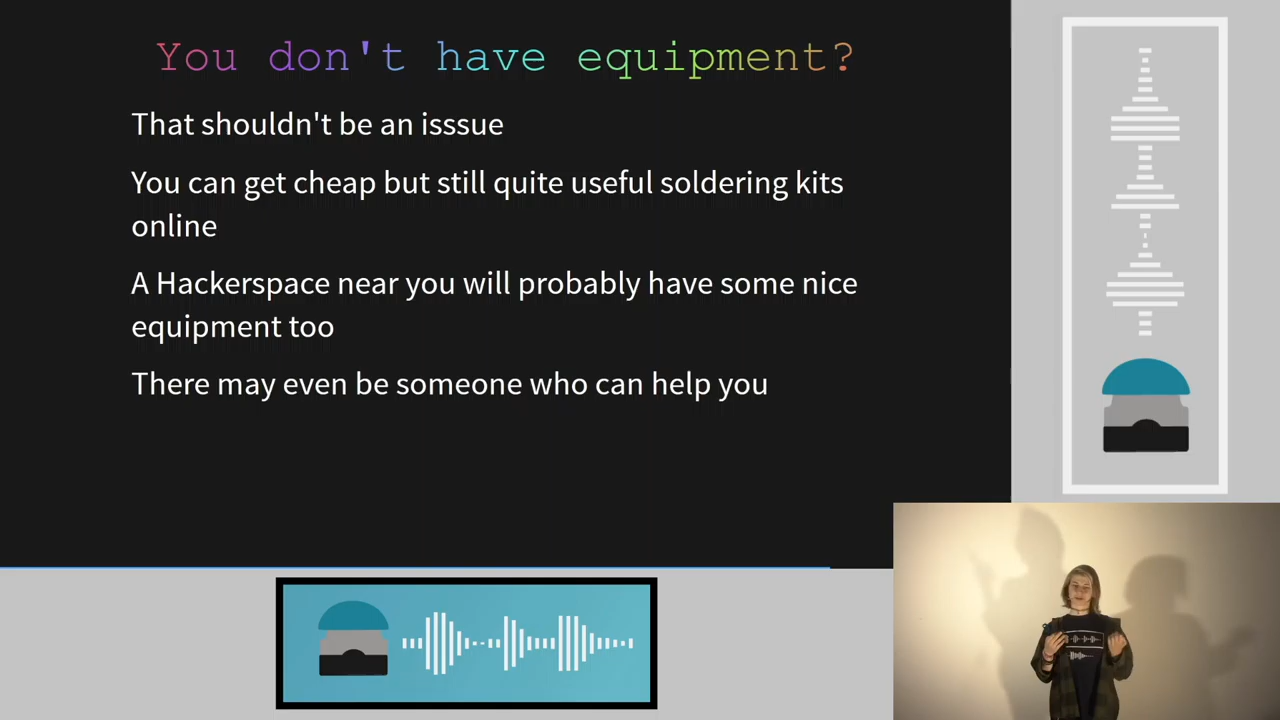 You don't have equipment?
That shouldn't be an isssue
You can get cheap but still quite useful soldering kits
online
A Hackerspace near you will probably have some nice
equipment too
There may even be someone who can help you